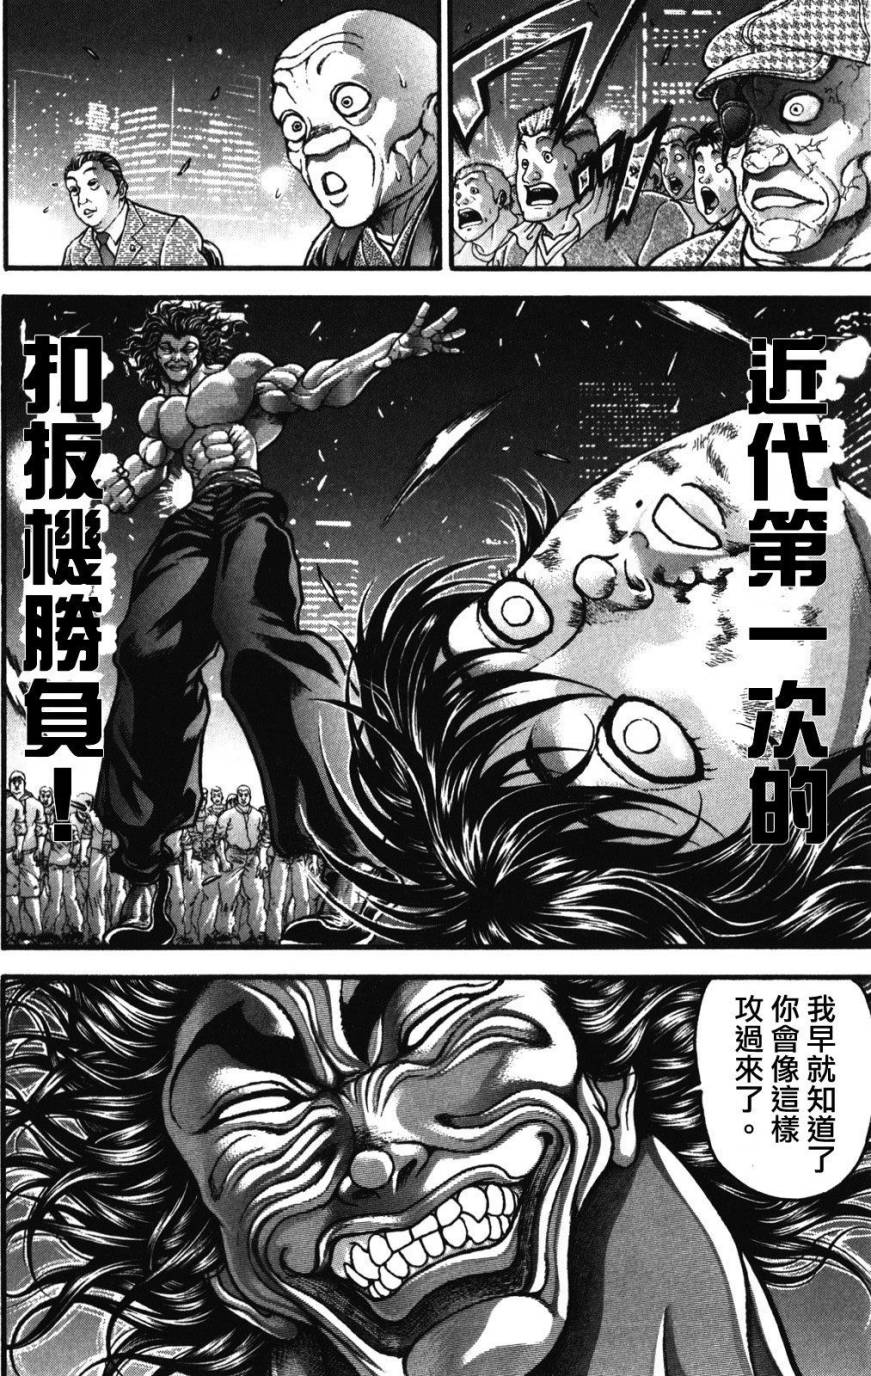 近代第一次的
扣扳機勝負！
我早就知道了
你會像這樣
攻過來了。